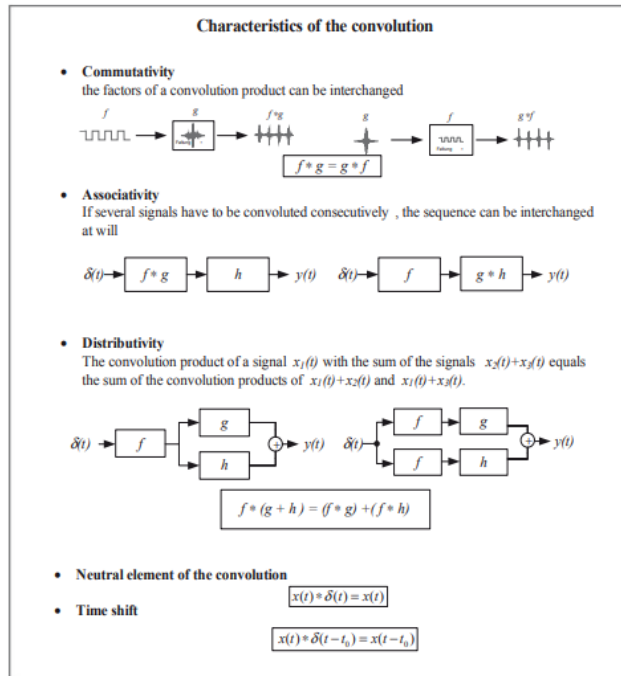 Characteristics of the convolution
• Commutativity
the factors of a convolution product can be interchanged
f g f*g g f g*f
Faltung Faltung
f * g = g * f
• Associativity
If several signals have to be convoluted consecutively , the sequence can be interchanged
at will
δ(t) f * g h y(t) δ(t) f g * h y(t)
• Distributivity
The convolution product of a signal x₁(t) with the sum of the signals x₂(t)+x₃(t) equals
the sum of the convolution products of x₁(t)+x₂(t) and x₁(t)+x₃(t).
g f g
δ(t) f + y(t) δ(t) + y(t)
h f h
f * (g + h ) = (f * g) +(f * h)
• Neutral element of the convolution
x(t)*δ(t)=x(t)
• Time shift
x(t)*δ(t−t₀)=x(t−t₀)